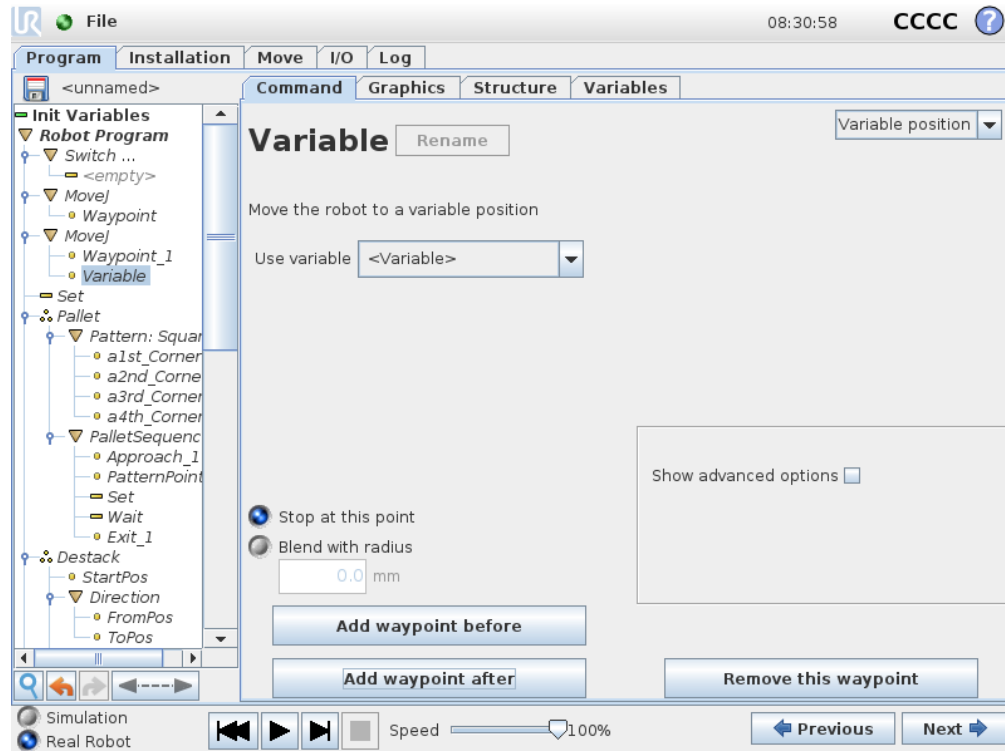 UR File 08:30:58 CCCC ?
Program Installation Move I/O Log
<unnamed>
Command Graphics Structure Variables
Init Variables
Robot Program
Switch ...
<empty>
MoveJ
Waypoint
MoveJ
Waypoint_1
Variable
Set
Pallet
Pattern: Squar
a1st_Corner
a2nd_Corne
a3rd_Corner
a4th_Corner
PalletSequenc
Approach_1
PatternPoint
Set
Wait
Exit_1
Destack
StartPos
Direction
FromPos
ToPos
Variable Rename Variable position
Move the robot to a variable position
Use variable <Variable>
Show advanced options
Stop at this point
Blend with radius
0.0 mm
Add waypoint before
Add waypoint after Remove this waypoint
Simulation
Real Robot
Speed 100% Previous Next